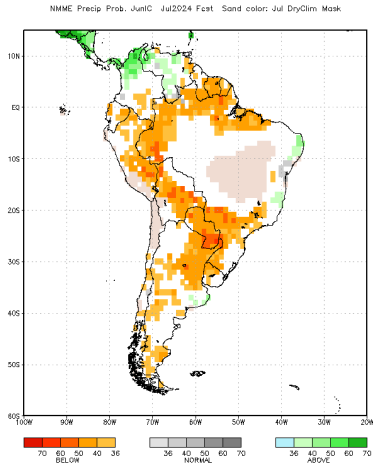 NMME Precip Prob. JunIC Jul2024 Fcst Sand color: Jul DryClim Mask
10N
EQ
10S
20S
30S
40S
50S
60S
100W 90W 80W 70W 60W 50W 40W 30W 20W
70 60 50 40 36 36 40 50 60 70 36 40 50 60 70
BELOW NORMAL ABOVE